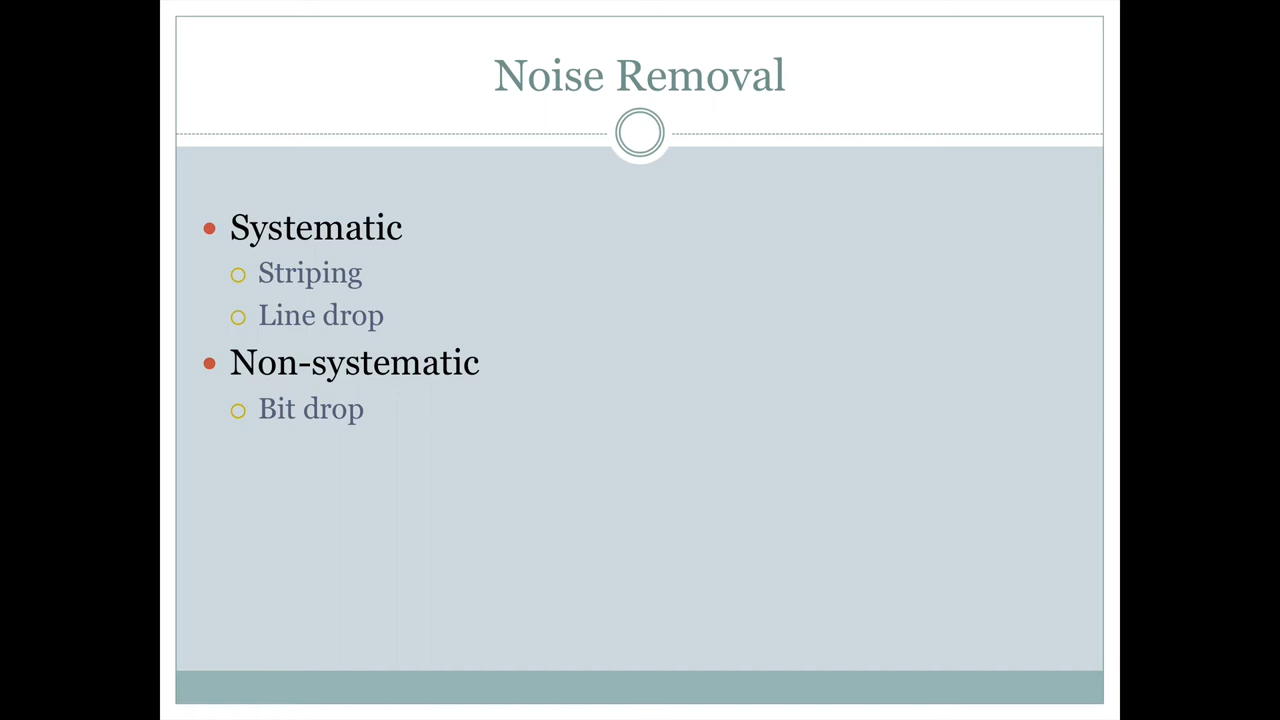 Noise Removal
Systematic
Striping
Line drop
Non-systematic
Bit drop